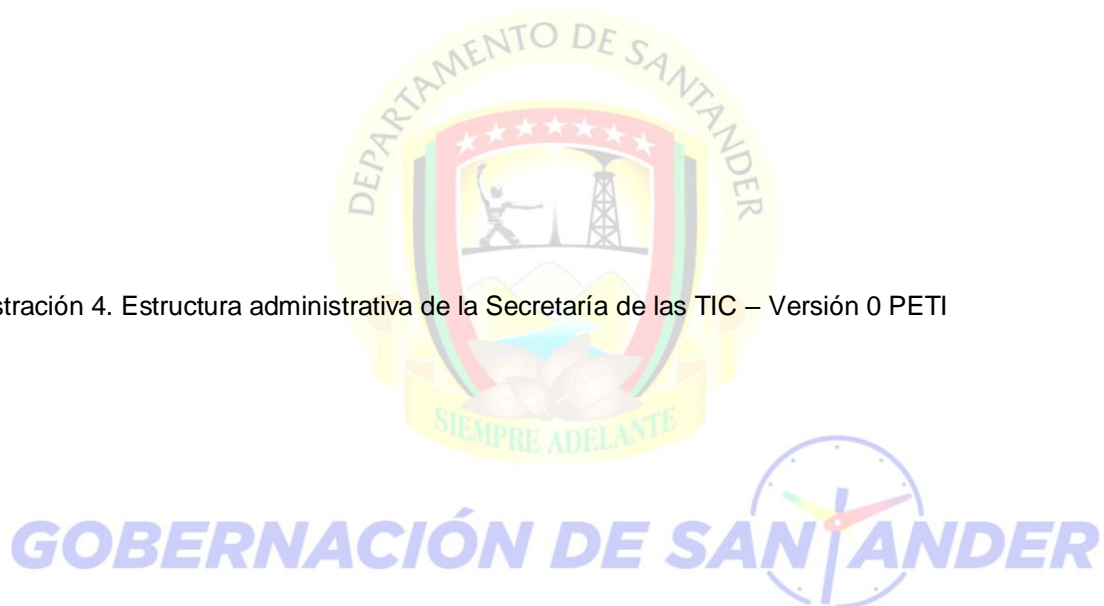 DEPARTAMENTO DE SANTANDER
stración 4. Estructura administrativa de la Secretaría de las TIC – Versión 0 PETI
SIEMPRE ADELANTE
GOBERNACIÓN DE SANTANDER